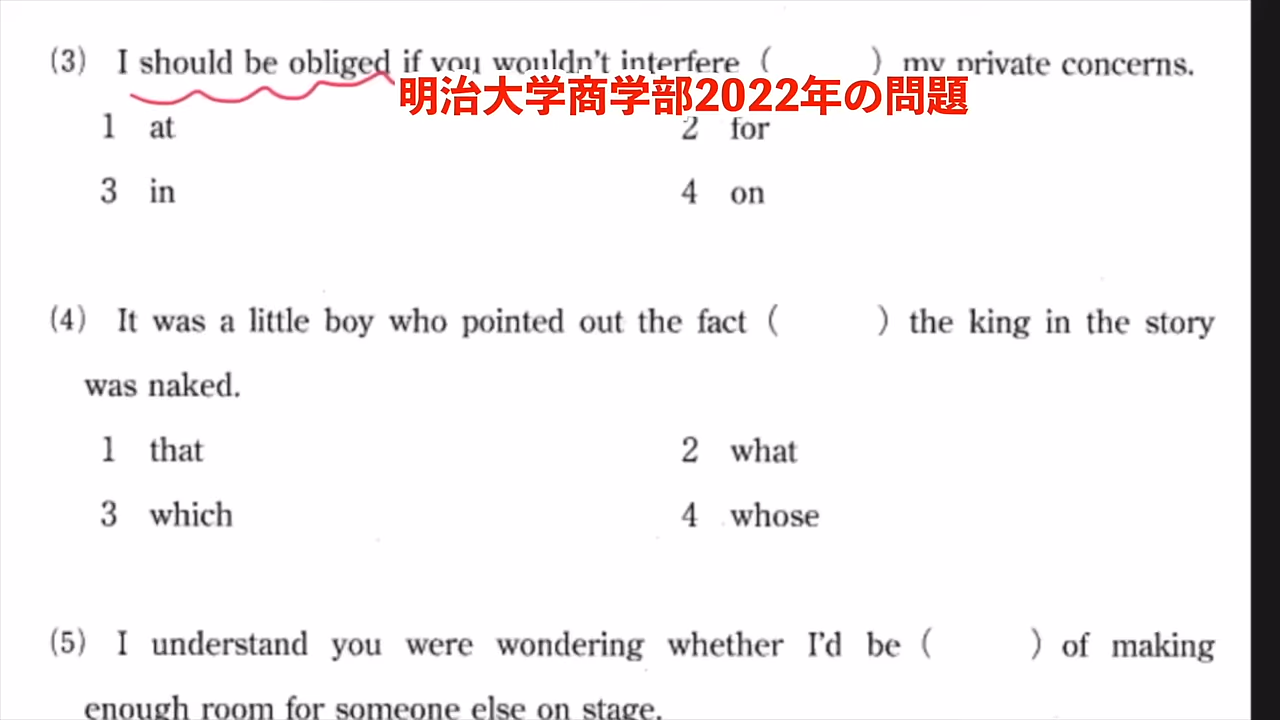 (3) I should be obliged if you wouldn't interfere ( ) my private concerns.
明治大学商学部2022年の問題
1 at 2 for
3 in 4 on
(4) It was a little boy who pointed out the fact ( ) the king in the story
was naked.
1 that 2 what
3 which 4 whose
(5) I understand you were wondering whether I'd be ( ) of making
enough room for someone else on stage.